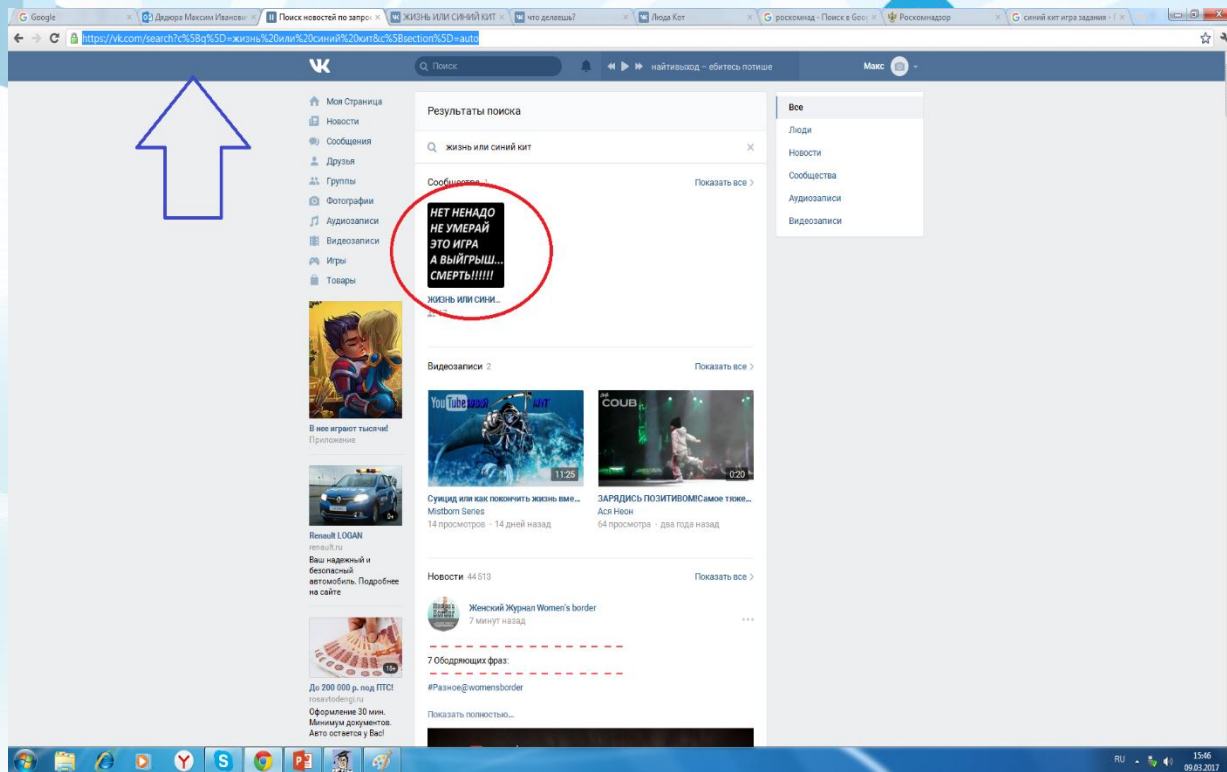 Google
Дядюра Максим Иванови
Поиск новостей по запрос
ЖИЗНЬ ИЛИ СИНИЙ КИТ
что делаешь?
Люда Кот
роскомнад - Поиск в Goog
Роскомнадзор
синий кит игра задания - П
https://vk.com/search?c%5Bq%5D=жизнь%20или%20синий%20кит&c%5Bsection%5D=auto
Поиск
найтивыход – ебитесь потише
Макс
Моя Страница
Новости
Сообщения
Друзья
Группы
Фотографии
Аудиозаписи
Видеозаписи
Игры
Товары
В нее играют тысячи!
Приложение
0+
Renault LOGAN
renault.ru
Ваш надежный и
безопасный
автомобиль. Подробнее
на сайте
18+
До 200 000 р. под ПТС!
rosavtodengi.ru
Оформление 30 мин.
Минимум документов.
Авто остается у Вас!
Результаты поиска
жизнь или синий кит
Сообщества 1
Показать все
НЕТ НЕНАДО
НЕ УМЕРАЙ
ЭТО ИГРА
А ВЫЙГРЫШ...
СМЕРТЬ!!!!!!
ЖИЗНЬ ИЛИ СИНИ...
Видеозаписи 2
Показать все
YouTube
КИТ
11:25
Суицид или как покончить жизнь вме...
Mistborn Series
14 просмотров · 14 дней назад
COUB
0:20
ЗАРЯДИСЬ ПОЗИТИВОМ!Самое тяже...
Ася Неон
64 просмотра · два года назад
Новости 44 513
Показать все
Женский Журнал Women's border
7 минут назад
7 Ободряющих фраз:
#Разное@womensborder
Показать полностью...
Все
Люди
Новости
Сообщества
Аудиозаписи
Видеозаписи
RU
15:46
09.03.2017